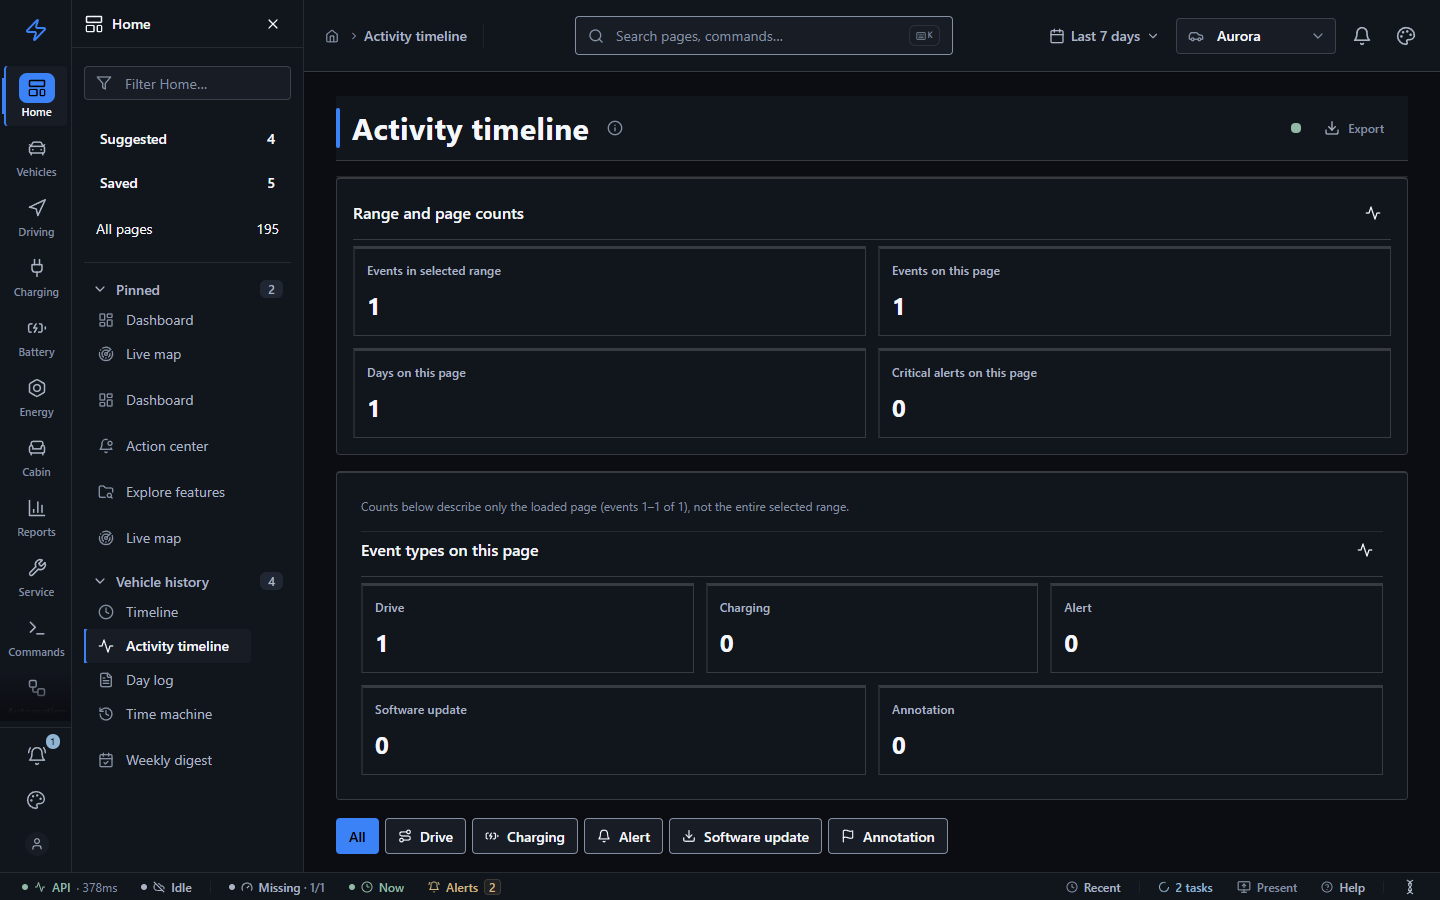 Home
Activity timeline
Search pages, commands...
K
Last 7 days
Aurora
Home
Vehicles
Driving
Charging
Battery
Energy
Cabin
Reports
Service
Commands
1
Filter Home...
Suggested 4
Saved 5
All pages 195
Pinned 2
Dashboard
Live map
Dashboard
Action center
Explore features
Live map
Vehicle history 4
Timeline
Activity timeline
Day log
Time machine
Weekly digest
Activity timeline
Export
Range and page counts
Events in selected range
1
Events on this page
1
Days on this page
1
Critical alerts on this page
0
Counts below describe only the loaded page (events 1–1 of 1), not the entire selected range.
Event types on this page
Drive
1
Charging
0
Alert
0
Software update
0
Annotation
0
All
Drive
Charging
Alert
Software update
Annotation
API · 378ms
Idle
Missing · 1/1
Now
Alerts 2
Recent
2 tasks
Present
Help